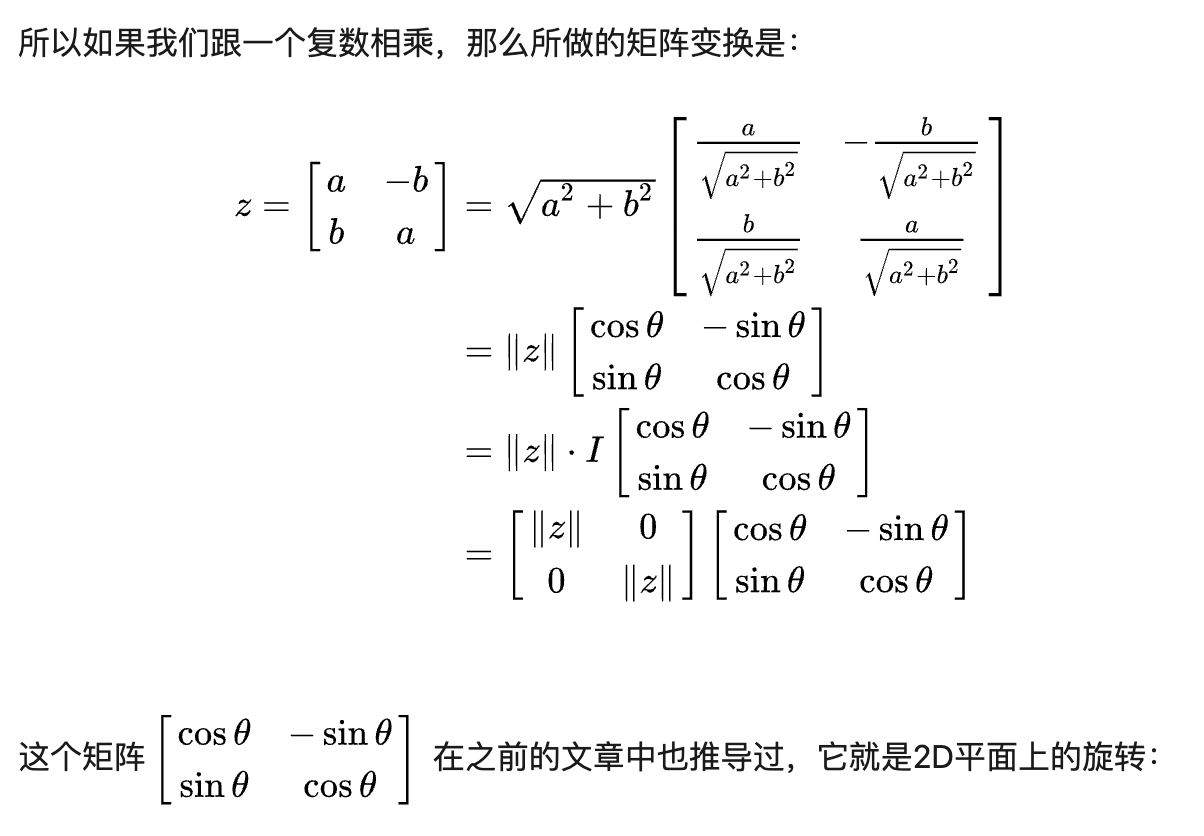 所以如果我们跟一个复数相乘，那么所做的矩阵变换是：
$z = \begin{bmatrix} a & -b \\ b & a \end{bmatrix} = \sqrt{a^2+b^2} \begin{bmatrix} \frac{a}{\sqrt{a^2+b^2}} & -\frac{b}{\sqrt{a^2+b^2}} \\ \frac{b}{\sqrt{a^2+b^2}} & \frac{a}{\sqrt{a^2+b^2}} \end{bmatrix}$
$= \|z\| \begin{bmatrix} \cos\theta & -\sin\theta \\ \sin\theta & \cos\theta \end{bmatrix}$
$= \|z\| \cdot I \begin{bmatrix} \cos\theta & -\sin\theta \\ \sin\theta & \cos\theta \end{bmatrix}$
$= \begin{bmatrix} \|z\| & 0 \\ 0 & \|z\| \end{bmatrix} \begin{bmatrix} \cos\theta & -\sin\theta \\ \sin\theta & \cos\theta \end{bmatrix}$
这个矩阵 $\begin{bmatrix} \cos\theta & -\sin\theta \\ \sin\theta & \cos\theta \end{bmatrix}$ 在之前的文章中也推导过，它就是2D平面上的旋转：